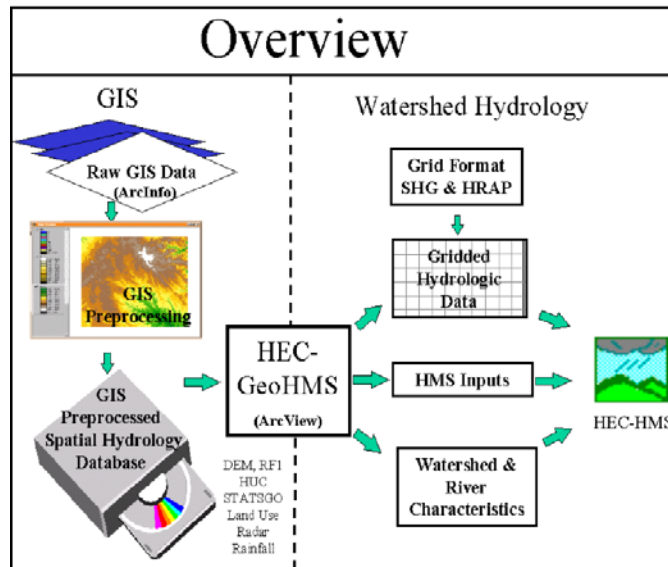 Overview
GIS
Raw GIS Data
(ArcInfo)
GIS
Preprocessing
GIS
Preprocessed
Spatial Hydrology
Database
DEM, RF1
HUC
STATSGO
Land Use
Radar
Rainfall
HEC-
GeoHMS
(ArcView)
Watershed Hydrology
Grid Format
SHG & HRAP
Gridded
Hydrologic
Data
HMS Inputs
Watershed &
River
Characteristics
HEC-HMS